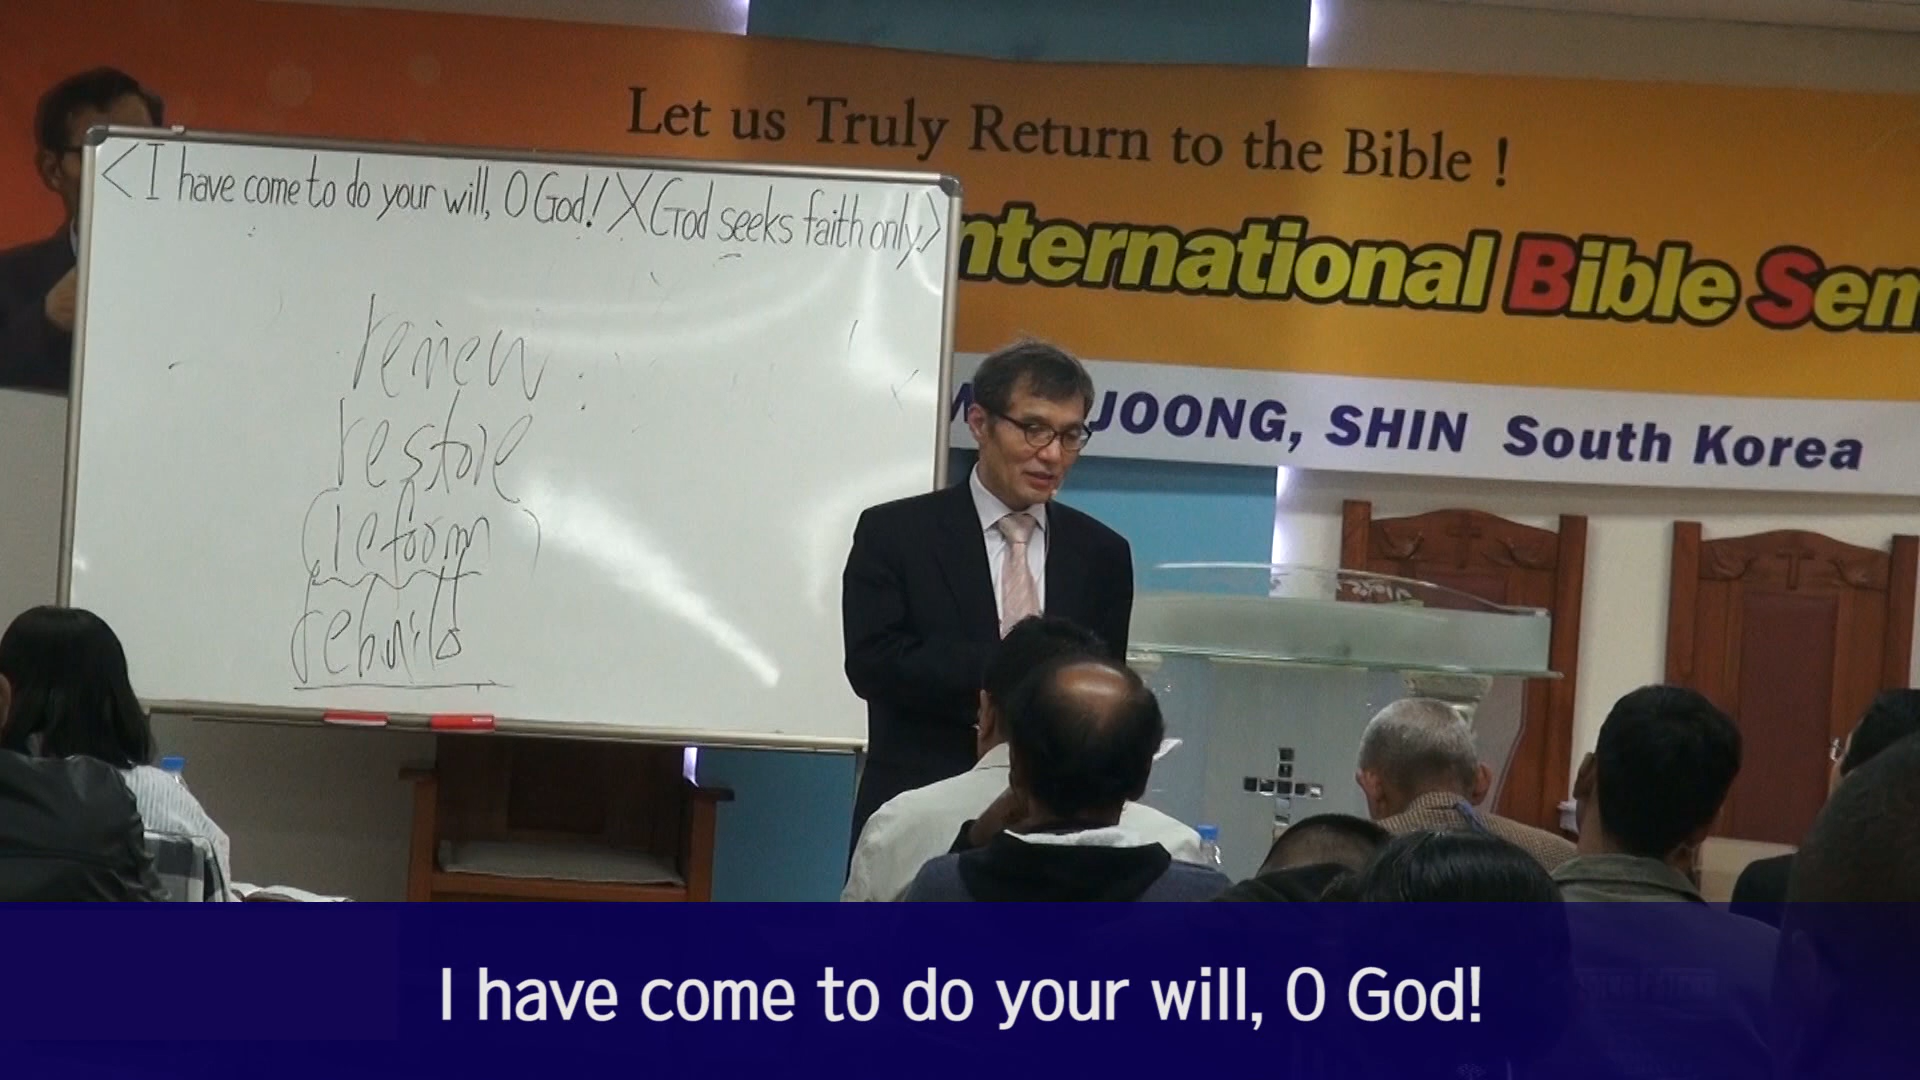 Let us Truly Return to the Bible !
nternational Bible Sem
JOONG, SHIN South Korea
<I have come to do your will, O God! X God seeks faith only.>
renew
restore
(reform)
rebuild
I have come to do your will, O God!